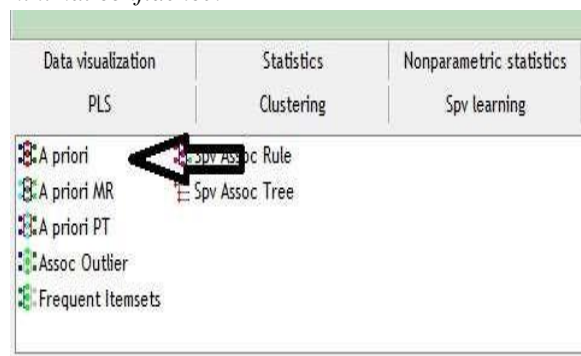 Data visualization Statistics Nonparametric statistics
PLS Clustering Spv learning
A priori Spv Assoc Rule
A priori MR Spv Assoc Tree
A priori PT
Assoc Outlier
Frequent Itemsets